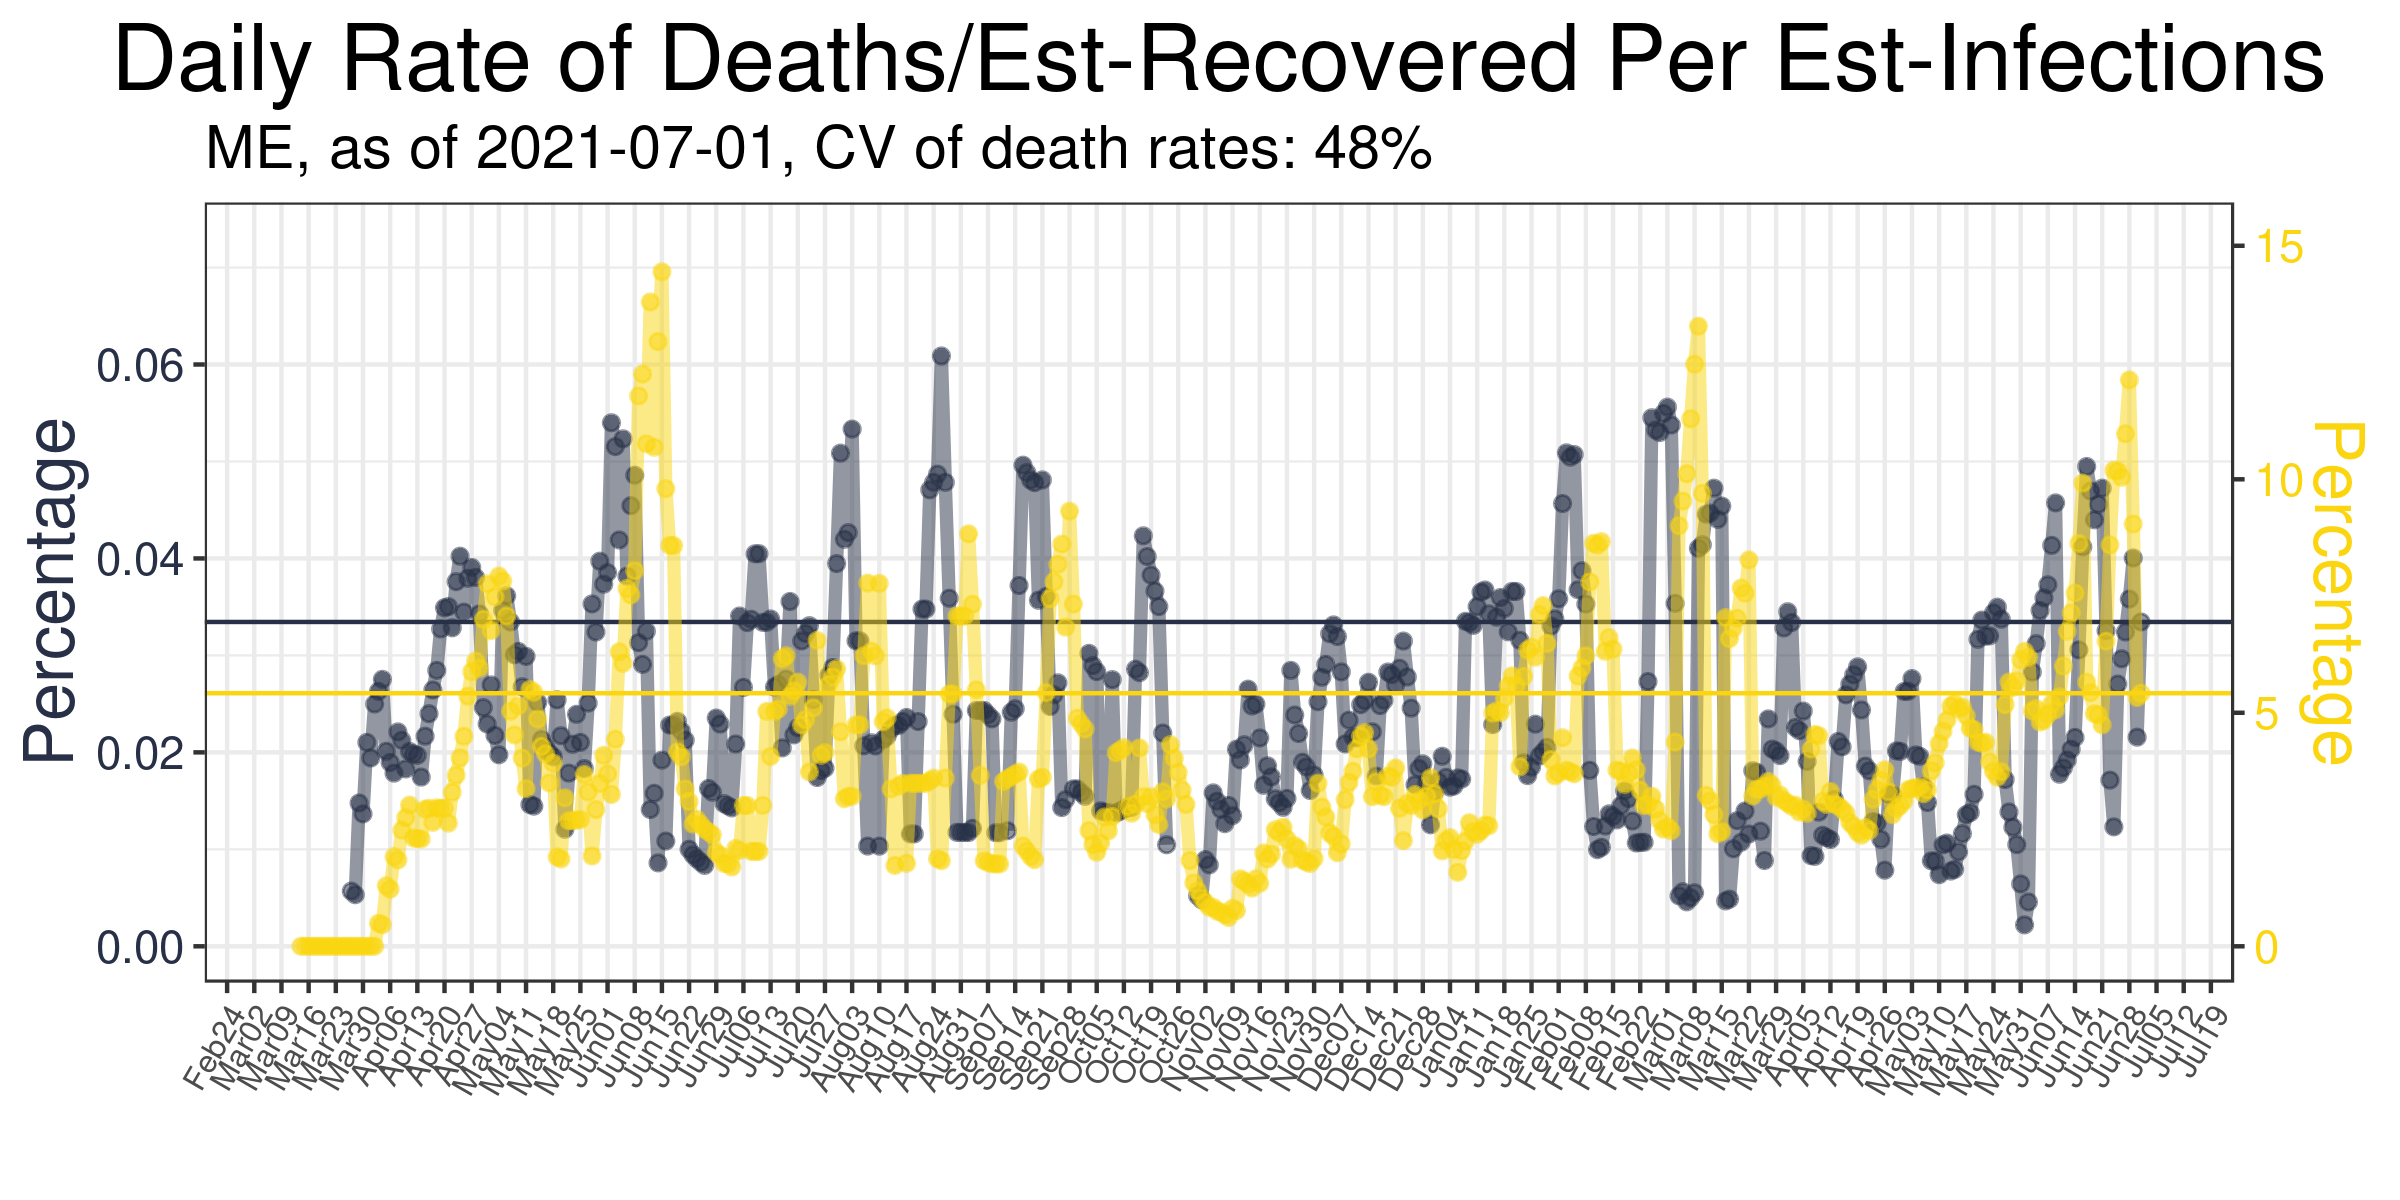 Daily Rate of Deaths/Est-Recovered Per Est-Infections
ME, as of 2021-07-01, CV of death rates: 48%
Percentage
0.06
0.04
0.02
0.00
15
10
5
0
Percentage
Feb24
Mar02
Mar09
Mar16
Mar23
Mar30
Apr06
Apr13
Apr20
Apr27
May04
May11
May18
May25
Jun01
Jun08
Jun15
Jun22
Jun29
Jul06
Jul13
Jul20
Jul27
Aug03
Aug10
Aug17
Aug24
Aug31
Sep07
Sep14
Sep21
Sep28
Oct05
Oct12
Oct19
Oct26
Nov02
Nov09
Nov16
Nov23
Nov30
Dec07
Dec14
Dec21
Dec28
Jan04
Jan11
Jan18
Jan25
Feb01
Feb08
Feb15
Feb22
Mar01
Mar08
Mar15
Mar22
Mar29
Apr05
Apr12
Apr19
Apr26
May03
May10
May17
May24
May31
Jun07
Jun14
Jun21
Jun28
Jul05
Jul12
Jul19